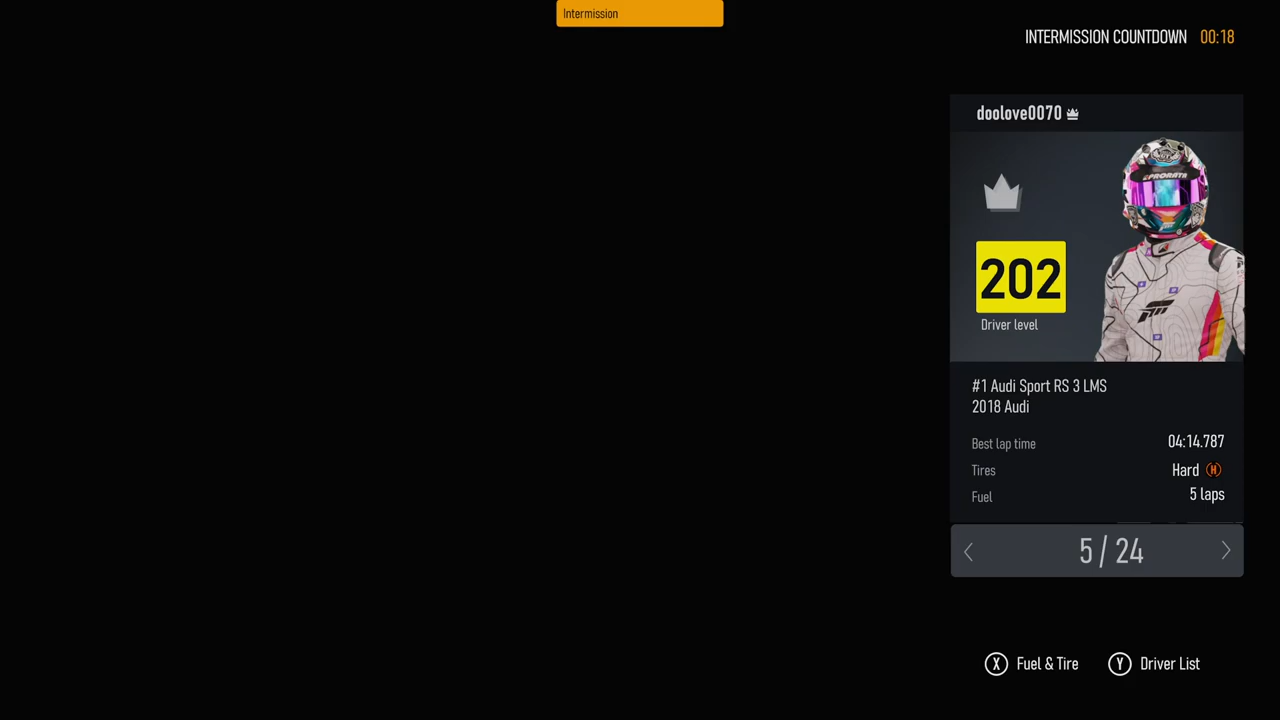 Intermission
INTERMISSION COUNTDOWN 00:18
doolove0070
PRORATA
202
Driver level
#1 Audi Sport RS 3 LMS
2018 Audi
Best lap time 04:14.787
Tires Hard H
Fuel 5 laps
< 5 / 24 >
X Fuel & Tire Y Driver List